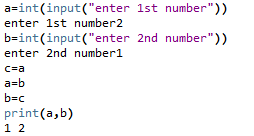 a=int(input("enter 1st number"))
enter 1st number2
b=int(input("enter 2nd number"))
enter 2nd number1
c=a
a=b
b=c
print(a,b)
1 2